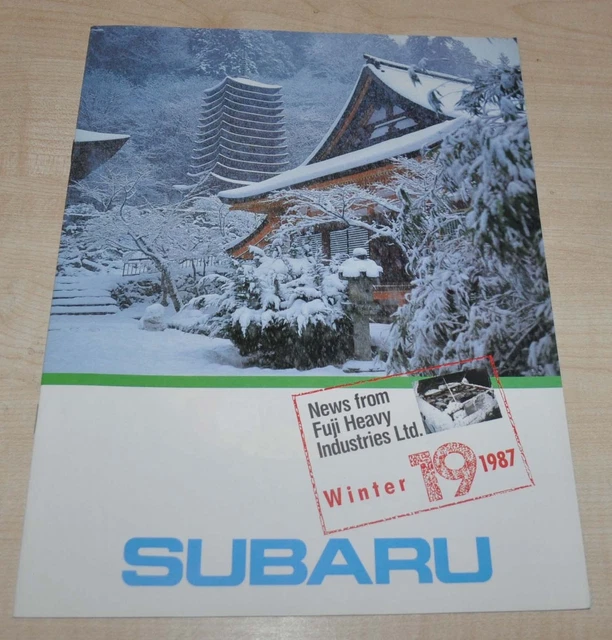 News from
Fuji Heavy
Industries Ltd.
Winter 19 1987
SUBARU